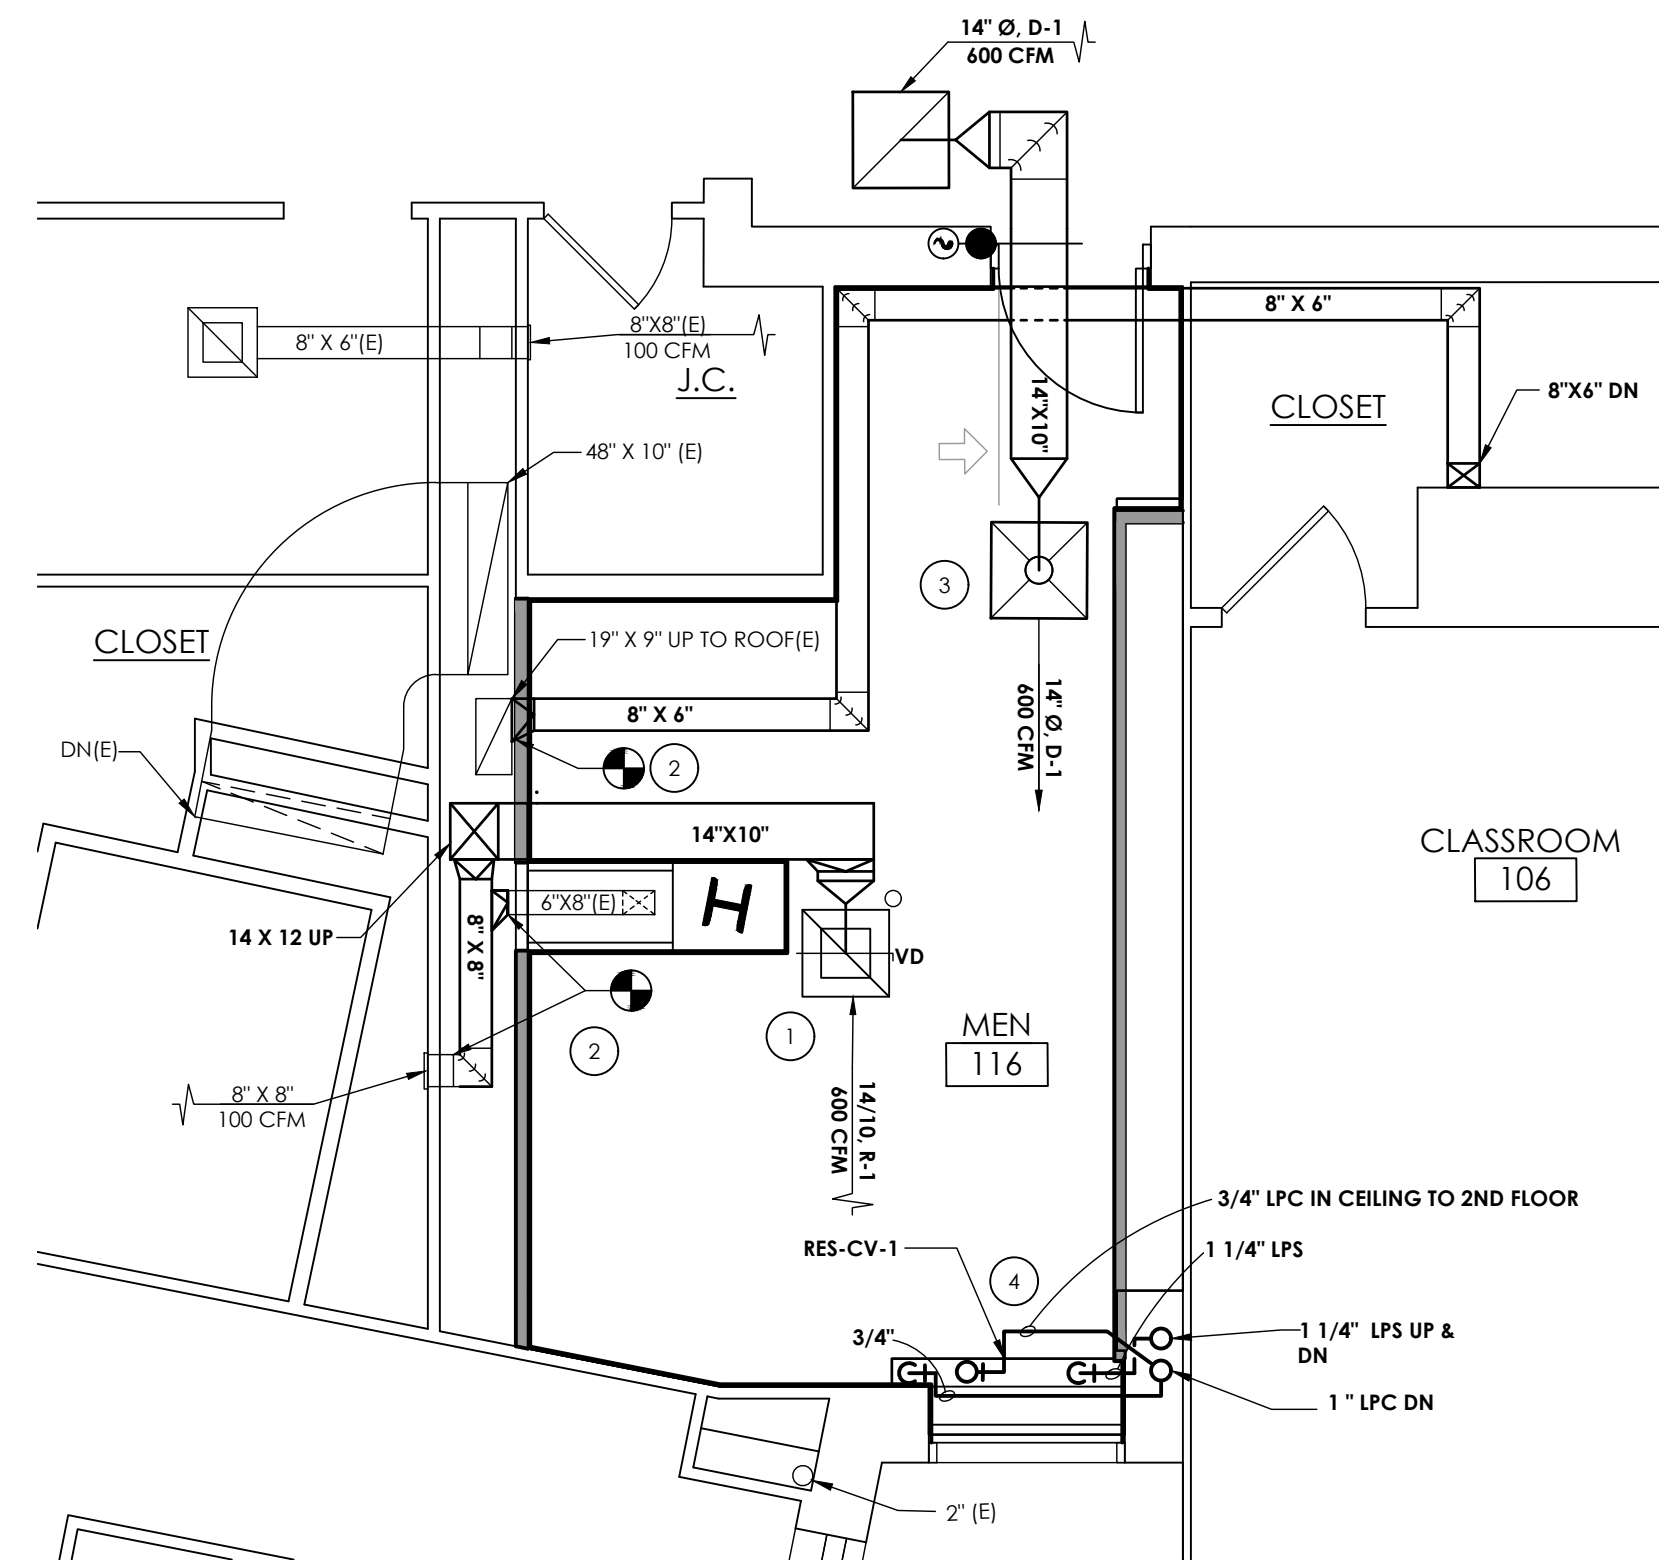 14" Ø, D-1
600 CFM
8" X 6"(E)
8"X8"(E)
100 CFM
J.C.
8" X 6"
14"X10"
CLOSET
8"X6" DN
48" X 10" (E)
3
CLOSET
19" X 9" UP TO ROOF(E)
8" X 6"
14" Ø, D-1
600 CFM
DN(E)
2
14"X10"
CLASSROOM
106
6"X8"(E)
H
14 X 12 UP
8" X 8"
VD
MEN
116
1
2
8" X 8"
100 CFM
14/10, R-1
600 CFM
3/4" LPC IN CEILING TO 2ND FLOOR
RES-CV-1
1 1/4" LPS
4
3/4"
1 1/4" LPS UP &
DN
1 " LPC DN
2" (E)